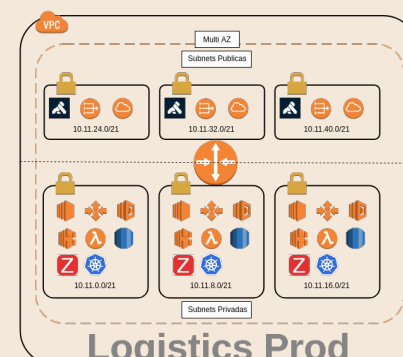 VPC
Multi AZ
Subnets Publicas
10.11.24.0/21
10.11.32.0/21
10.11.40.0/21
Z
Z
Z
10.11.0.0/21
10.11.8.0/21
10.11.16.0/21
Subnets Privadas
Logistics Prod